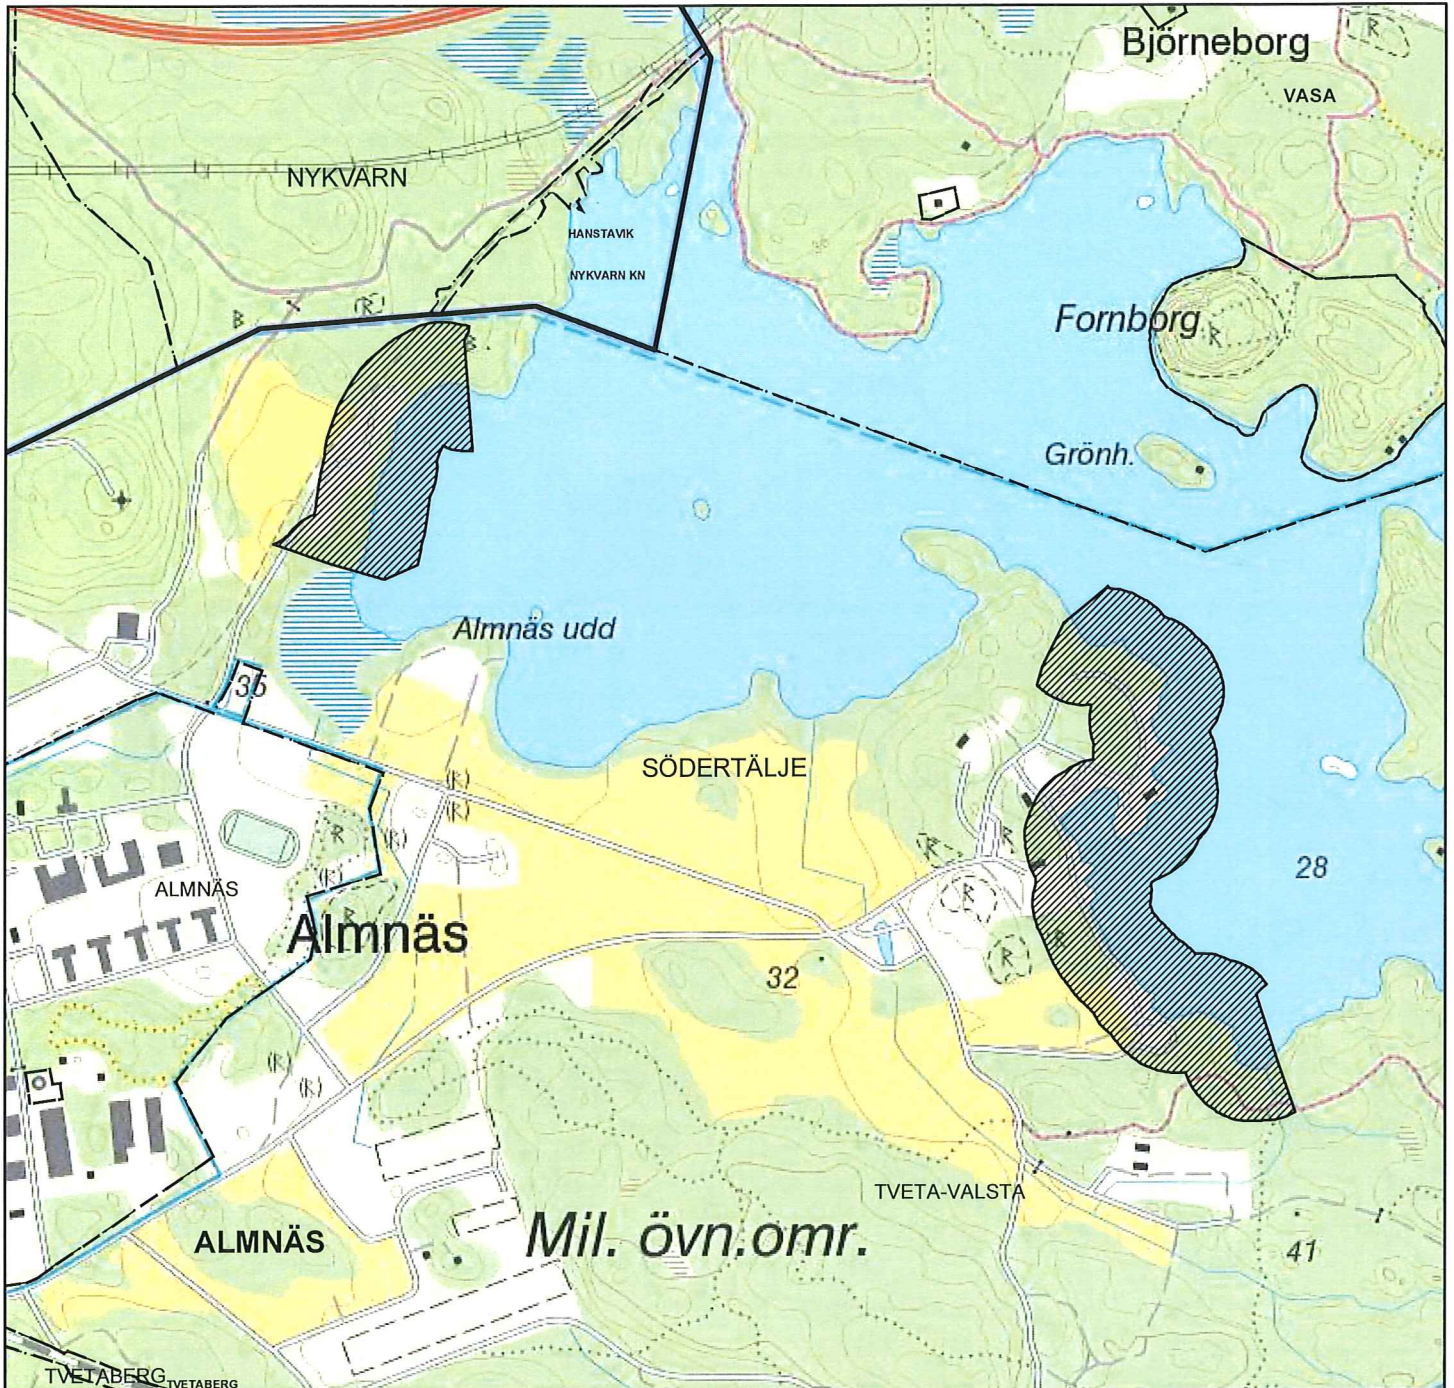 Björneborg
R
VASA
NYKVARN
HANSTAVIK
NYKVARN KN
(R)
B
B
Fornborg
R
Grönh.
Almnäs udd
35
SÖDERTÄLJE
(R)
(R)
R
(R)
R
R
28
(R)
ALMNÄS
R
R
Almnäs
R
R
32
(R)
(R)
TVETA-VALSTA
ALMNÄS
Mil. övn.omr.
41
TVETABERG
TVETABERG